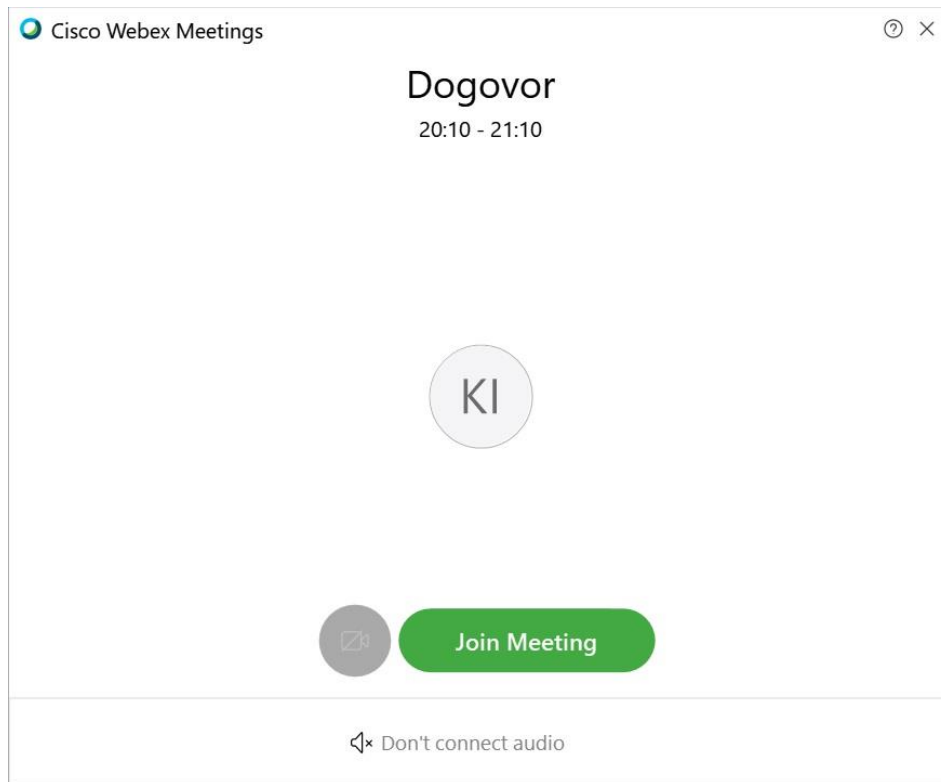 Cisco Webex Meetings
Dogovor
20:10 - 21:10
KI
Join Meeting
Don't connect audio